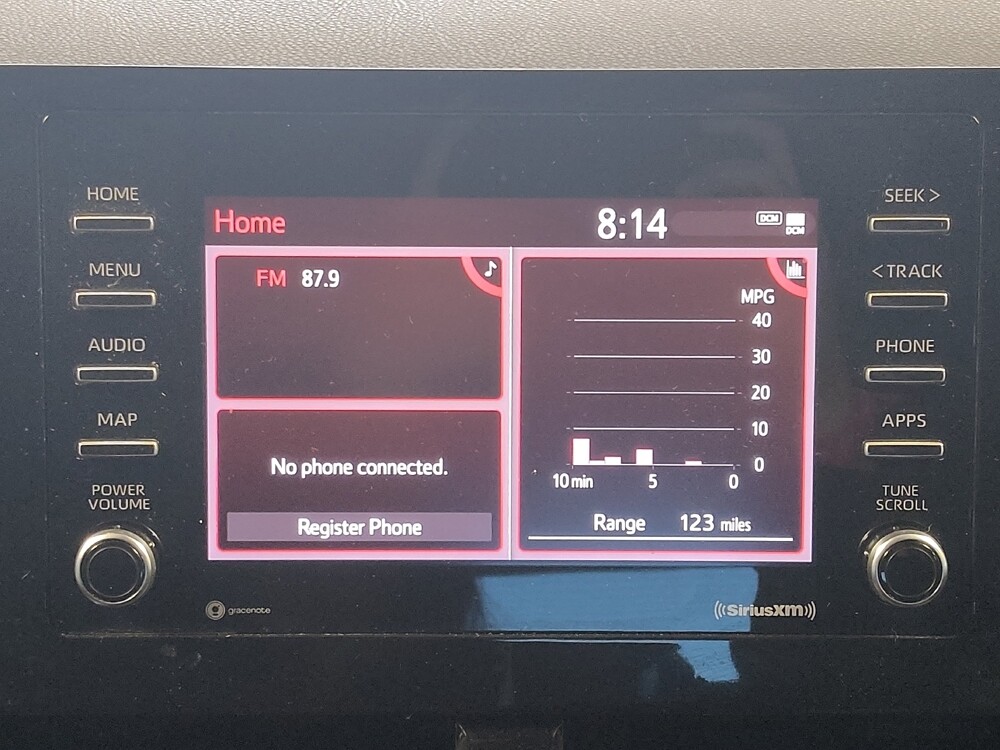 HOME
MENU
AUDIO
MAP
POWER
VOLUME
Home 8:14 DCM DCM
FM 87.9
No phone connected.
Register Phone
MPG
40
30
20
10
0
10 min 5 0
Range 123 miles
SEEK >
< TRACK
PHONE
APPS
TUNE
SCROLL
gracenote
((SiriusXM))